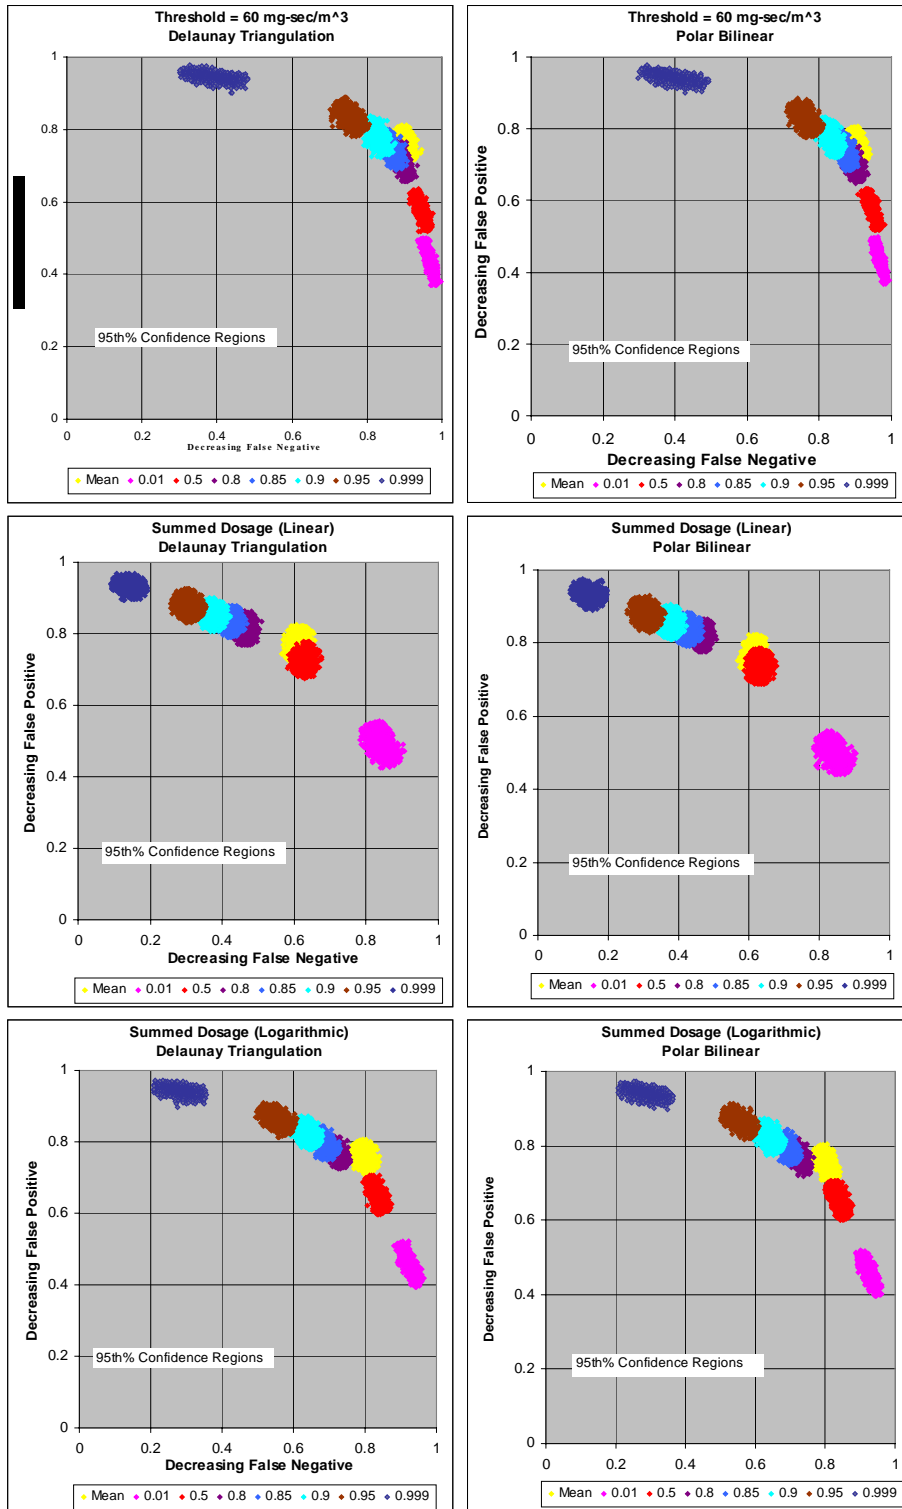 Threshold = 60 mg-sec/m^3
Delaunay Triangulation
1
0.8
0.6
0.4
0.2
0
95th% Confidence Regions
0 0.2 0.4 0.6 0.8 1
Decreasing False Negative
Mean 0.01 0.5 0.8 0.85 0.9 0.95 0.999
Threshold = 60 mg-sec/m^3
Polar Bilinear
Decreasing False Positive
1
0.8
0.6
0.4
0.2
0
95th% Confidence Regions
0 0.2 0.4 0.6 0.8 1
Decreasing False Negative
Mean 0.01 0.5 0.8 0.85 0.9 0.95 0.999
Summed Dosage (Linear)
Delaunay Triangulation
Decreasing False Positive
1
0.8
0.6
0.4
0.2
0
95th% Confidence Regions
0 0.2 0.4 0.6 0.8 1
Decreasing False Negative
Mean 0.01 0.5 0.8 0.85 0.9 0.95 0.999
Summed Dosage (Linear)
Polar Bilinear
Decreasing False Positive
1
0.8
0.6
0.4
0.2
0
95th% Confidence Regions
0 0.2 0.4 0.6 0.8 1
Mean 0.01 0.5 0.8 0.85 0.9 0.95 0.999
Summed Dosage (Logarithmic)
Delaunay Triangulation
Decreasing False Positive
1
0.8
0.6
0.4
0.2
0
95th% Confidence Regions
0 0.2 0.4 0.6 0.8 1
Decreasing False Negative
Mean 0.01 0.5 0.8 0.85 0.9 0.95 0.999
Summed Dosage (Logarithmic)
Polar Bilinear
Decreasing False Positive
1
0.8
0.6
0.4
0.2
0
95th% Confidence Regions
0 0.2 0.4 0.6 0.8 1
Mean 0.01 0.5 0.8 0.85 0.9 0.95 0.999